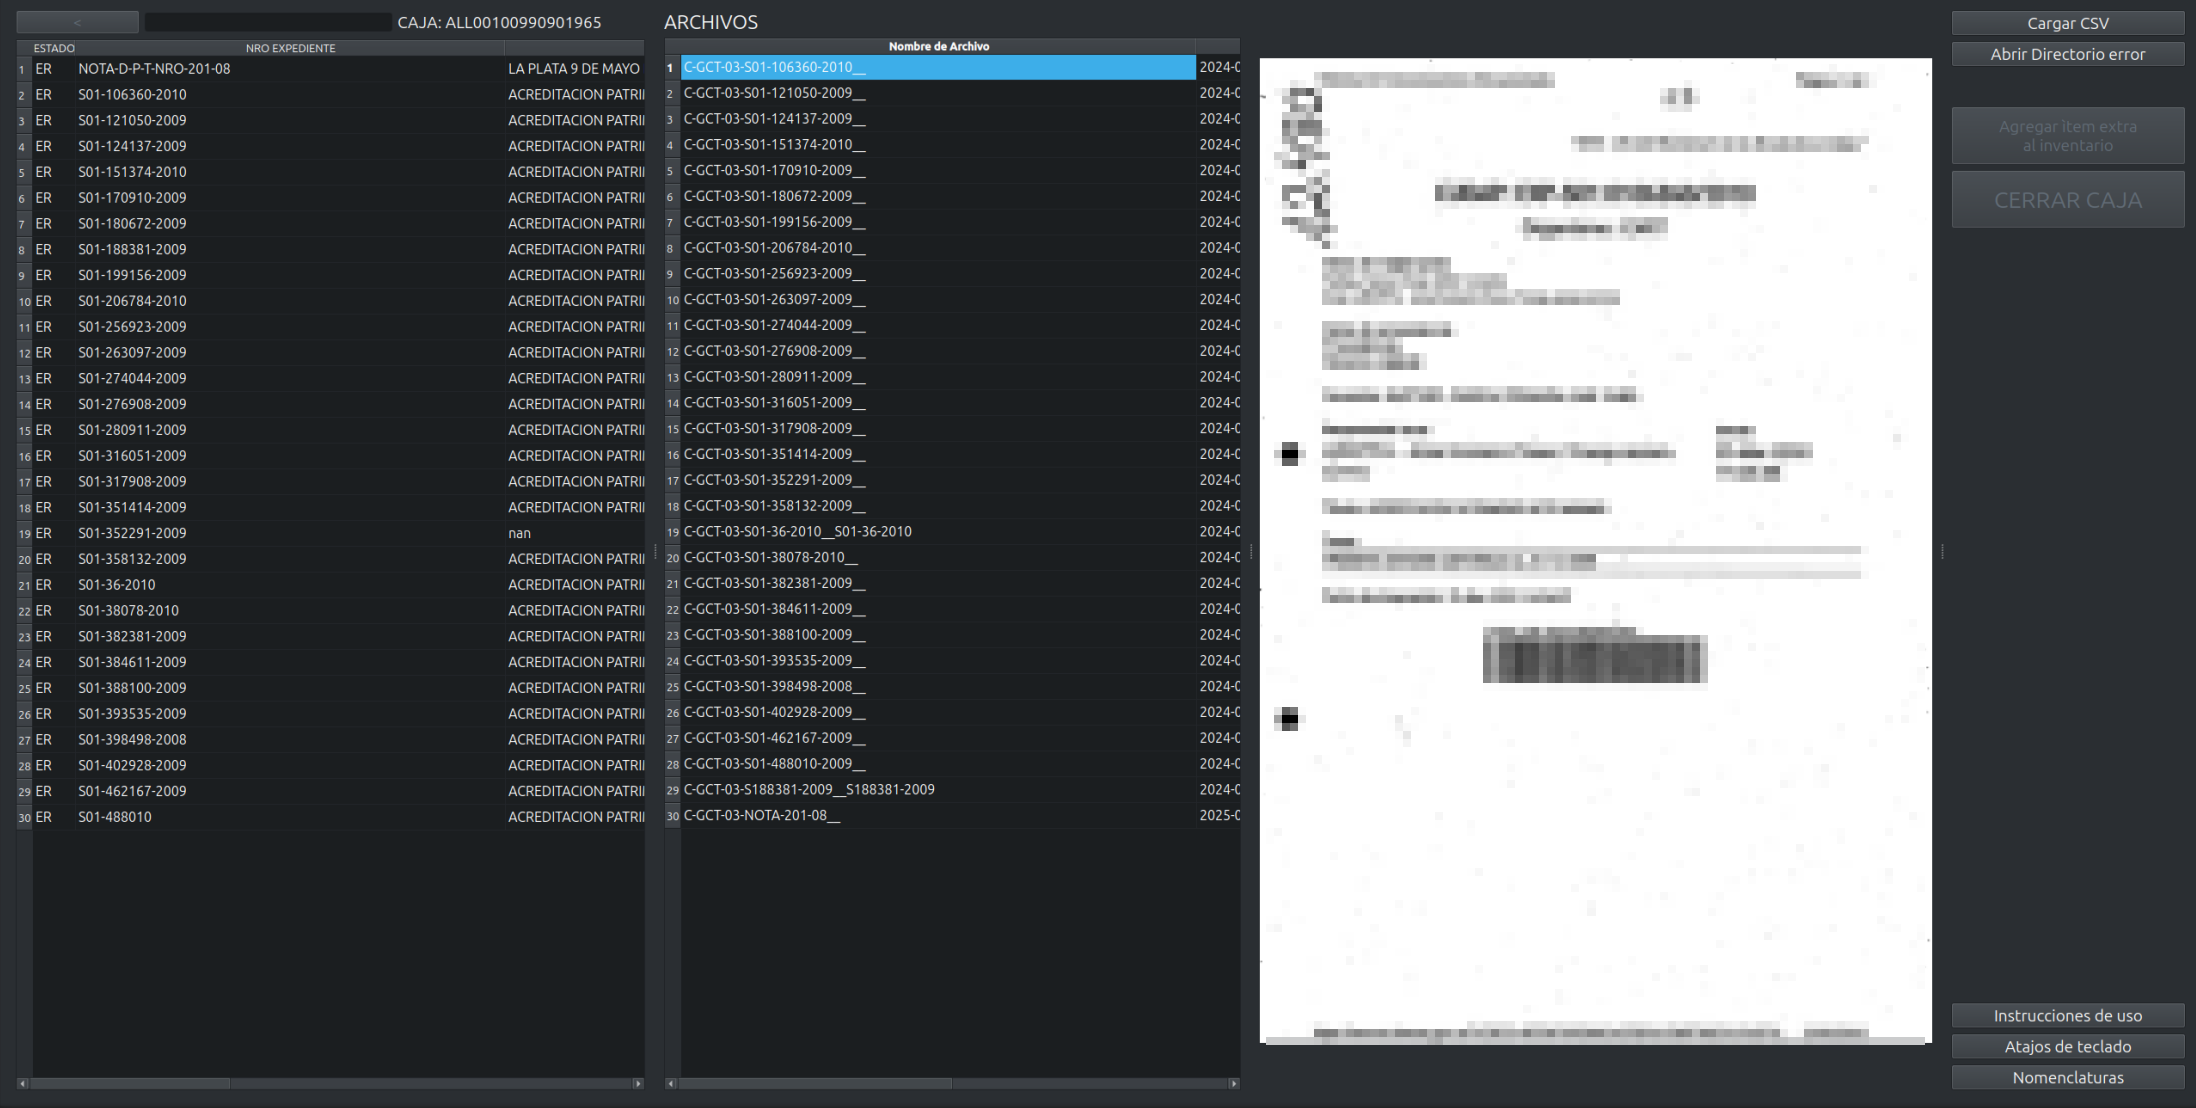 <
CAJA: ALL00100990901965
ESTADO NRO EXPEDIENTE
1 ER NOTA-D-P-T-NRO-201-08 LA PLATA 9 DE MAYO
2 ER S01-106360-2010 ACREDITACION PATRII
3 ER S01-121050-2009 ACREDITACION PATRII
4 ER S01-124137-2009 ACREDITACION PATRII
5 ER S01-151374-2010 ACREDITACION PATRII
6 ER S01-170910-2009 ACREDITACION PATRII
7 ER S01-180672-2009 ACREDITACION PATRII
8 ER S01-188381-2009 ACREDITACION PATRII
9 ER S01-199156-2009 ACREDITACION PATRII
10 ER S01-206784-2010 ACREDITACION PATRII
11 ER S01-256923-2009 ACREDITACION PATRII
12 ER S01-263097-2009 ACREDITACION PATRII
13 ER S01-274044-2009 ACREDITACION PATRII
14 ER S01-276908-2009 ACREDITACION PATRII
15 ER S01-280911-2009 ACREDITACION PATRII
16 ER S01-316051-2009 ACREDITACION PATRII
17 ER S01-317908-2009 ACREDITACION PATRII
18 ER S01-351414-2009 ACREDITACION PATRII
19 ER S01-352291-2009 nan
20 ER S01-358132-2009 ACREDITACION PATRII
21 ER S01-36-2010 ACREDITACION PATRII
22 ER S01-38078-2010 ACREDITACION PATRII
23 ER S01-382381-2009 ACREDITACION PATRII
24 ER S01-384611-2009 ACREDITACION PATRII
25 ER S01-388100-2009 ACREDITACION PATRII
26 ER S01-393535-2009 ACREDITACION PATRII
27 ER S01-398498-2008 ACREDITACION PATRII
28 ER S01-402928-2009 ACREDITACION PATRII
29 ER S01-462167-2009 ACREDITACION PATRII
30 ER S01-488010 ACREDITACION PATRII
ARCHIVOS
Nombre de Archivo
1 C-GCT-03-S01-106360-2010__ 2024-0
2 C-GCT-03-S01-121050-2009__ 2024-0
3 C-GCT-03-S01-124137-2009__ 2024-0
4 C-GCT-03-S01-151374-2010__ 2024-0
5 C-GCT-03-S01-170910-2009__ 2024-0
6 C-GCT-03-S01-180672-2009__ 2024-0
7 C-GCT-03-S01-199156-2009__ 2024-0
8 C-GCT-03-S01-206784-2010__ 2024-0
9 C-GCT-03-S01-256923-2009__ 2024-0
10 C-GCT-03-S01-263097-2009__ 2024-0
11 C-GCT-03-S01-274044-2009__ 2024-0
12 C-GCT-03-S01-276908-2009__ 2024-0
13 C-GCT-03-S01-280911-2009__ 2024-0
14 C-GCT-03-S01-316051-2009__ 2024-0
15 C-GCT-03-S01-317908-2009__ 2024-0
16 C-GCT-03-S01-351414-2009__ 2024-0
17 C-GCT-03-S01-352291-2009__ 2024-0
18 C-GCT-03-S01-358132-2009__ 2024-0
19 C-GCT-03-S01-36-2010__S01-36-2010 2024-0
20 C-GCT-03-S01-38078-2010__ 2024-0
21 C-GCT-03-S01-382381-2009__ 2024-0
22 C-GCT-03-S01-384611-2009__ 2024-0
23 C-GCT-03-S01-388100-2009__ 2024-0
24 C-GCT-03-S01-393535-2009__ 2024-0
25 C-GCT-03-S01-398498-2008__ 2024-0
26 C-GCT-03-S01-402928-2009__ 2024-0
27 C-GCT-03-S01-462167-2009__ 2024-0
28 C-GCT-03-S01-488010-2009__ 2024-0
29 C-GCT-03-S188381-2009__S188381-2009 2024-0
30 C-GCT-03-NOTA-201-08__ 2025-0
Cargar CSV
Abrir Directorio error
Agregar item extra
al inventario
CERRAR CAJA
Instrucciones de uso
Atajos de teclado
Nomenclaturas